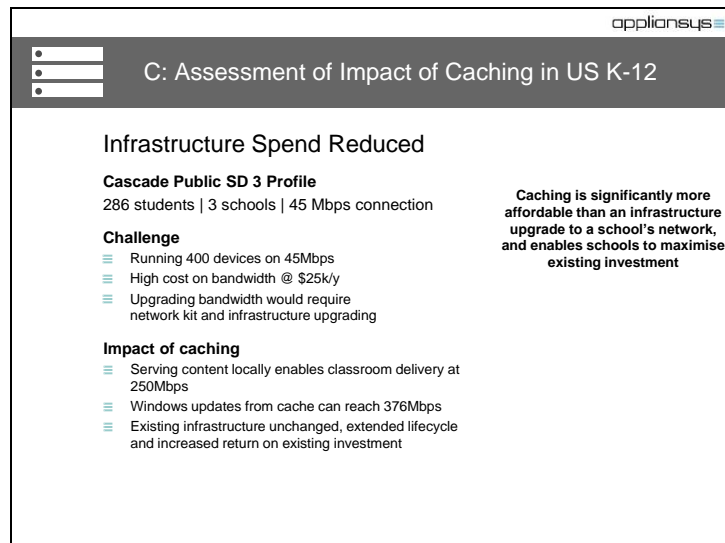 appliansys
C: Assessment of Impact of Caching in US K-12
Infrastructure Spend Reduced
Cascade Public SD 3 Profile
286 students | 3 schools | 45 Mbps connection
Challenge
Running 400 devices on 45Mbps
High cost on bandwidth @ $25k/y
Upgrading bandwidth would require
network kit and infrastructure upgrading
Impact of caching
Serving content locally enables classroom delivery at
250Mbps
Windows updates from cache can reach 376Mbps
Existing infrastructure unchanged, extended lifecycle
and increased return on existing investment
Caching is significantly more
affordable than an infrastructure
upgrade to a school's network,
and enables schools to maximise
existing investment